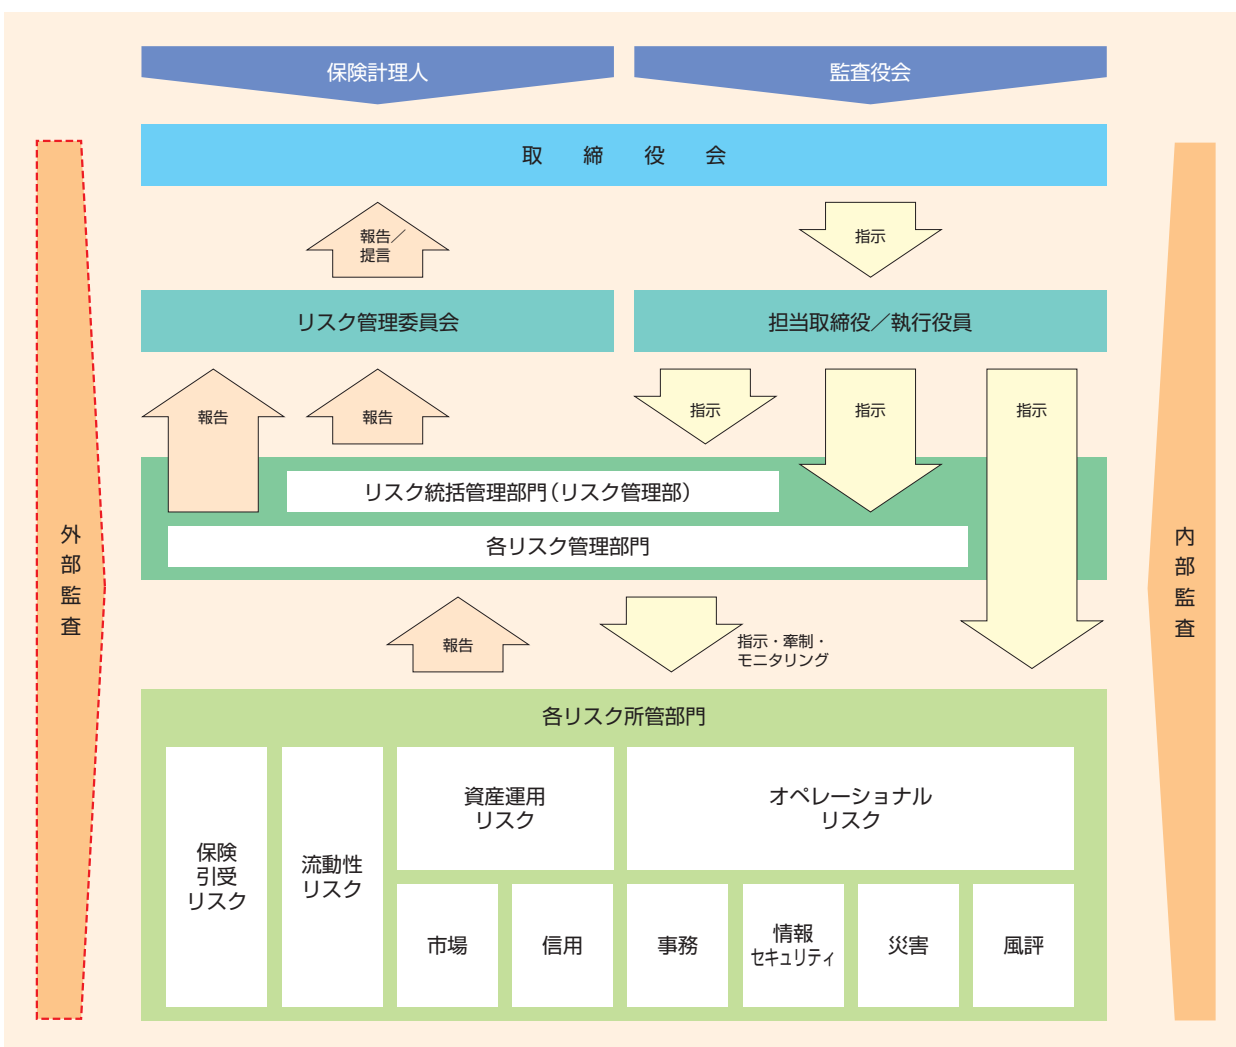 保険計理人
監査役会
取締役会
報告／
提言
指示
リスク管理委員会
担当取締役／執行役員
報告
報告
指示
指示
指示
リスク統括管理部門（リスク管理部）
各リスク管理部門
報告
指示・牽制・
モニタリング
各リスク所管部門
保険
引受
リスク
流動性
リスク
資産運用
リスク
オペレーショナル
リスク
市場
信用
事務
情報
セキュリティ
災害
風評
外部監査
内部監査